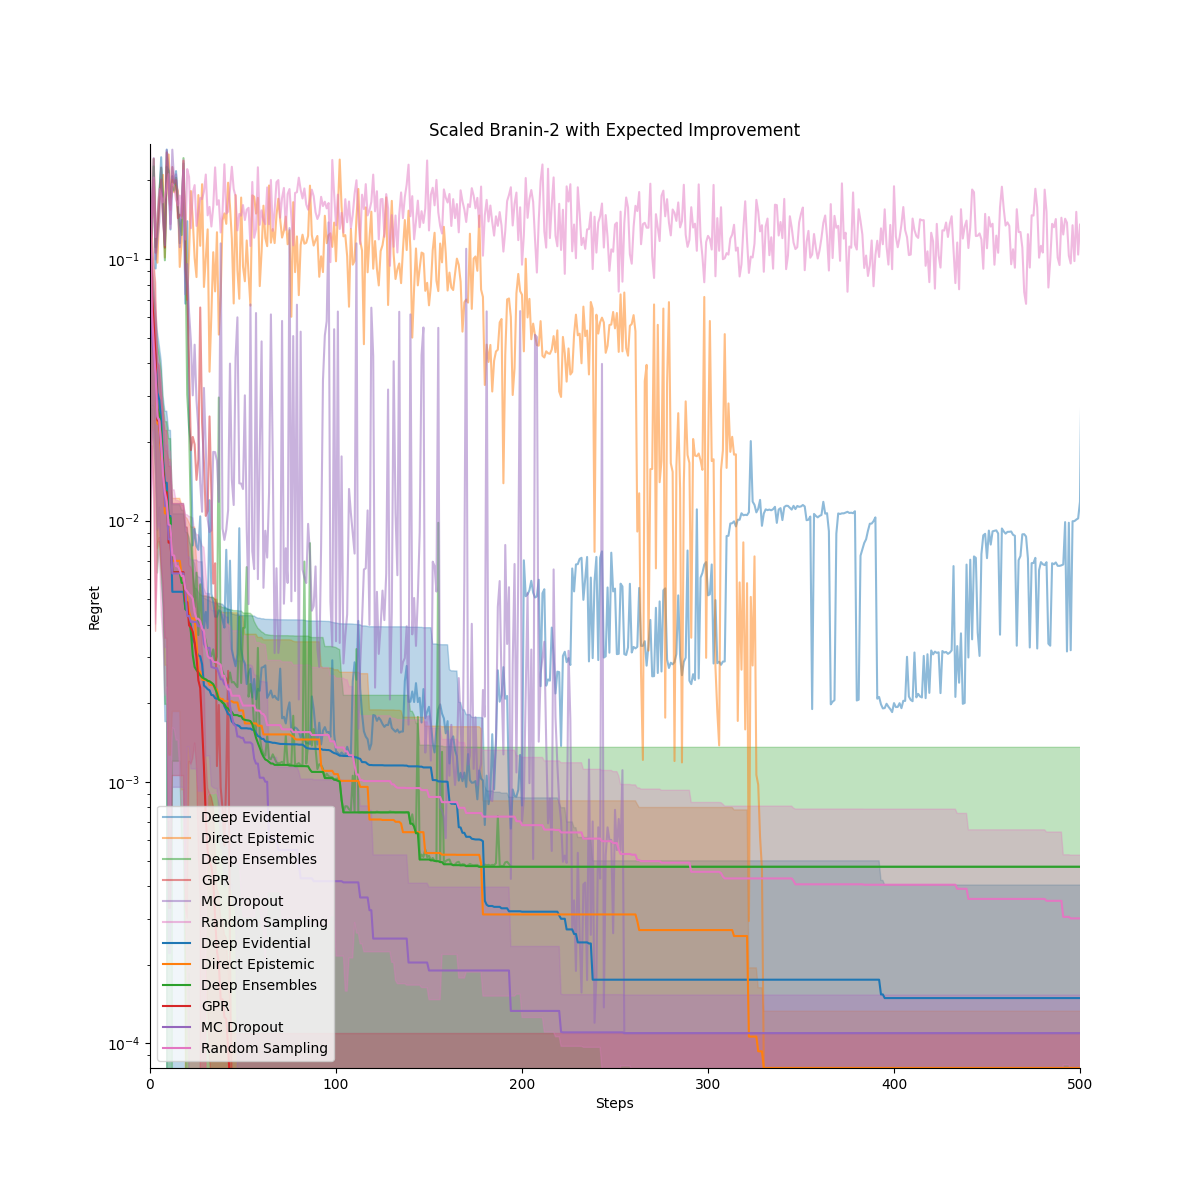 Scaled Branin-2 with Expected Improvement
Regret
10⁻¹
10⁻²
10⁻³
10⁻⁴
Deep Evidential
Direct Epistemic
Deep Ensembles
GPR
MC Dropout
Random Sampling
Deep Evidential
Direct Epistemic
Deep Ensembles
GPR
MC Dropout
Random Sampling
0 100 200 300 400 500
Steps